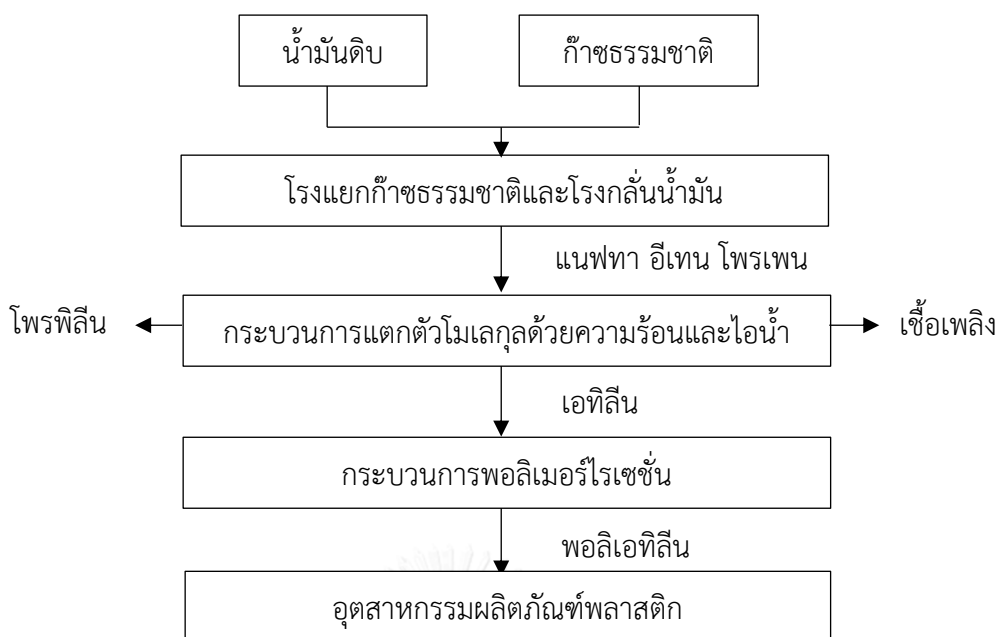 น้ำมันดิบ
ก๊าซธรรมชาติ
โรงแยกก๊าซธรรมชาติและโรงกลั่นน้ำมัน
แนฟทา อีเทน โพรเพน
โพรพิลีน
กระบวนการแตกตัวโมเลกุลด้วยความร้อนและไอน้ำ
เชื้อเพลิง
เอทิลีน
กระบวนการพอลิเมอร์ไรเซชั่น
พอลิเอทิลีน
อุตสาหกรรมผลิตภัณฑ์พลาสติก